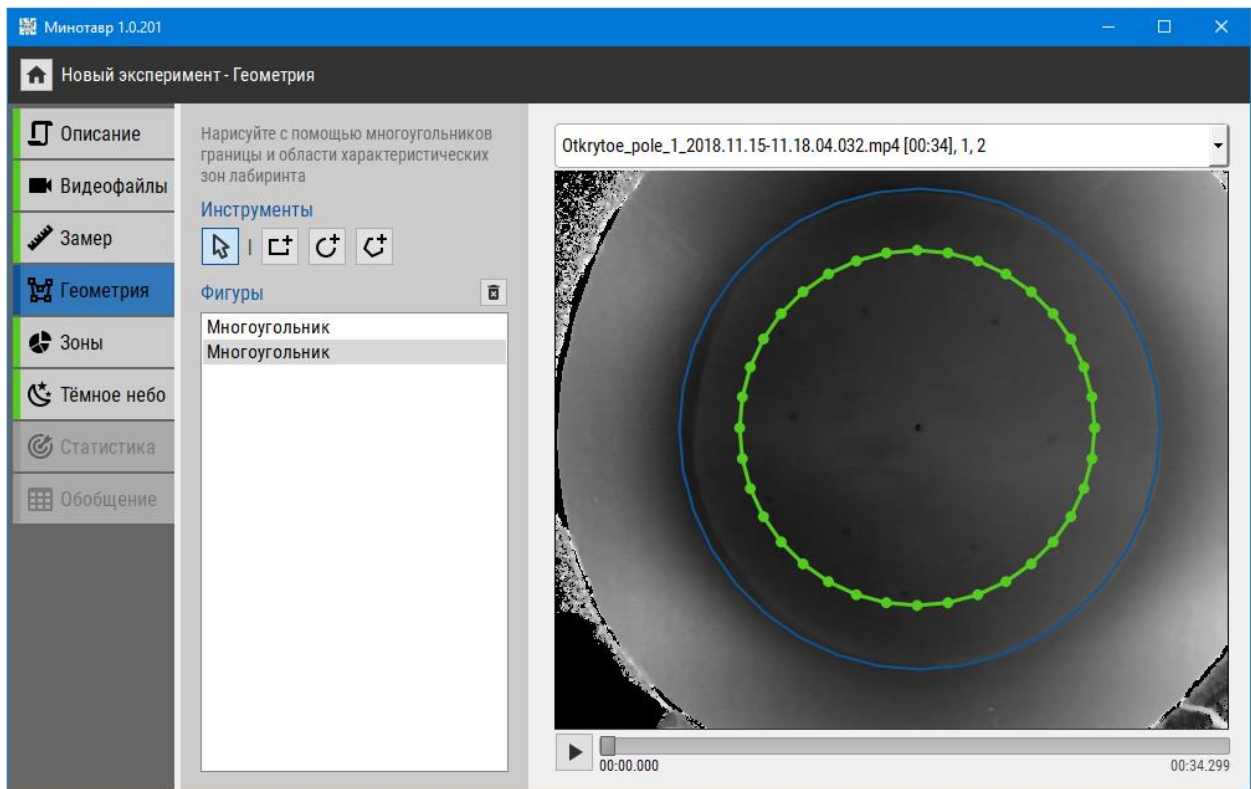 Минотавр 1.0.201
Новый эксперимент - Геометрия
Описание
Видеофайлы
Замер
Геометрия
Зоны
Тёмное небо
Статистика
Обобщение
Нарисуйте с помощью многоугольников
границы и области характеристических
зон лабиринта
Инструменты
Фигуры
Многоугольник
Многоугольник
Otkrytoe_pole_1_2018.11.15-11.18.04.032.mp4 [00:34], 1, 2
00:00.000
00:34.299